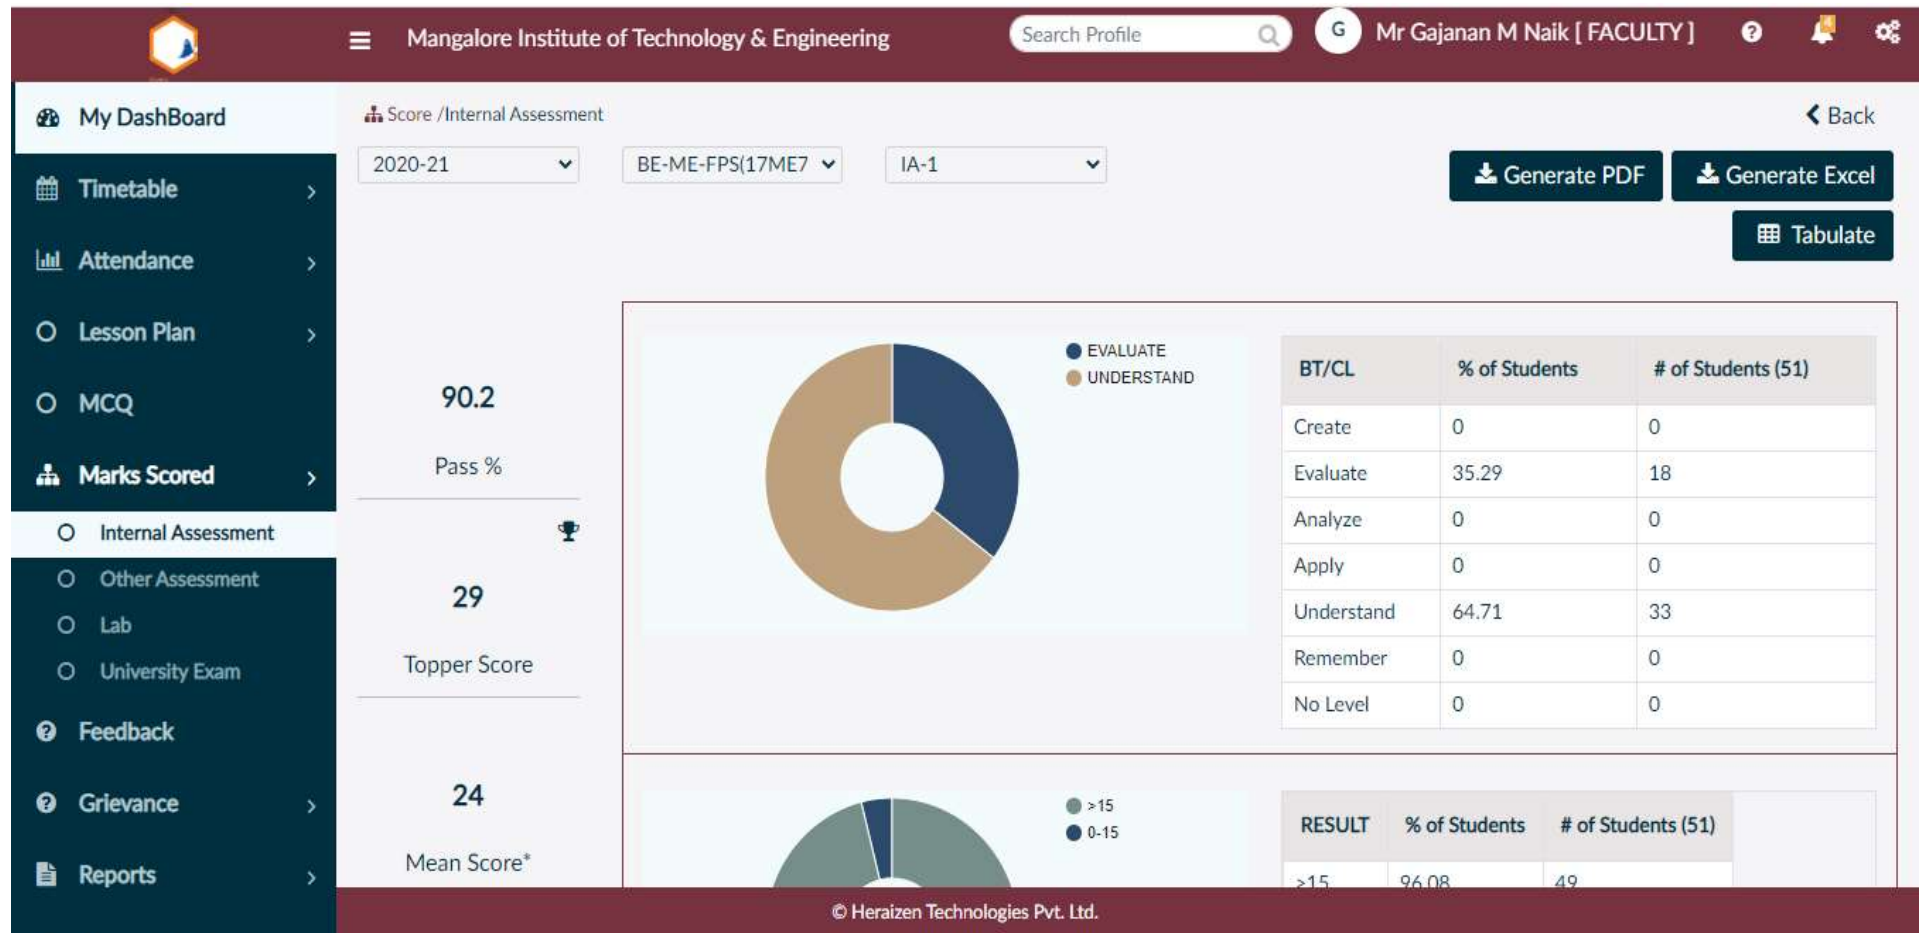 Mangalore Institute of Technology & Engineering
Search Profile
G
Mr Gajanan M Naik [ FACULTY ]
4
My DashBoard
Timetable
Attendance
Lesson Plan
MCQ
Marks Scored
Internal Assessment
Other Assessment
Lab
University Exam
Feedback
Grievance
Reports
Score /Internal Assessment
Back
2020-21
BE-ME-FPS(17ME7
IA-1
Generate PDF
Generate Excel
Tabulate
90.2
Pass %
29
Topper Score
24
Mean Score*
EVALUATE
UNDERSTAND
BT/CL % of Students # of Students (51)
Create 0 0
Evaluate 35.29 18
Analyze 0 0
Apply 0 0
Understand 64.71 33
Remember 0 0
No Level 0 0
>15
0-15
RESULT % of Students # of Students (51)
>15 96.08 49
© Heraizen Technologies Pvt. Ltd.